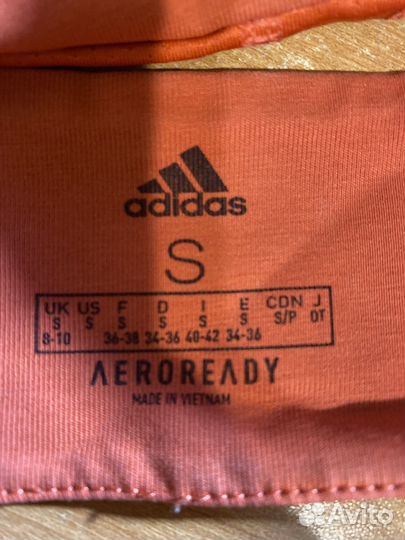 adidas
S
UK US F D I E CDN J
S S S S S S S/P OT
8-10 36-38 34-36 40-42 34-36
AEROREADY
MADE IN VIETNAM
Avito